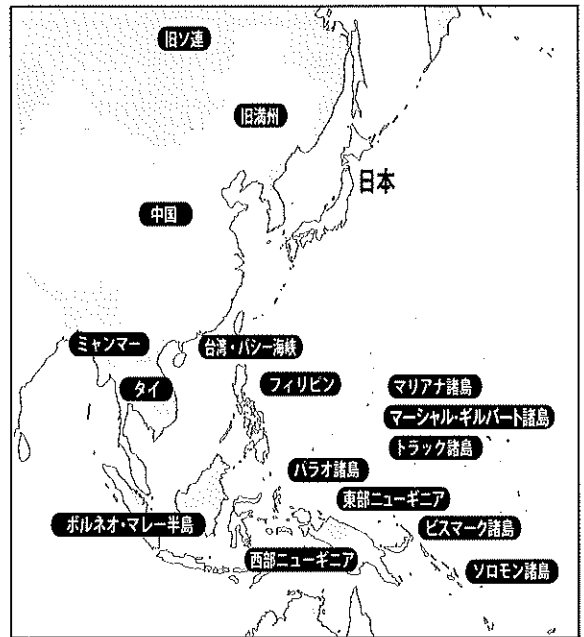 旧ソ連
旧満州
日本
中国
ミャンマー
台湾・バシー海峡
タイ
フィリピン
マリアナ諸島
マーシャル・ギルバート諸島
トラック諸島
パラオ諸島
東部ニューギニア
ボルネオ・マレー半島
ビスマーク諸島
西部ニューギニア
ソロモン諸島